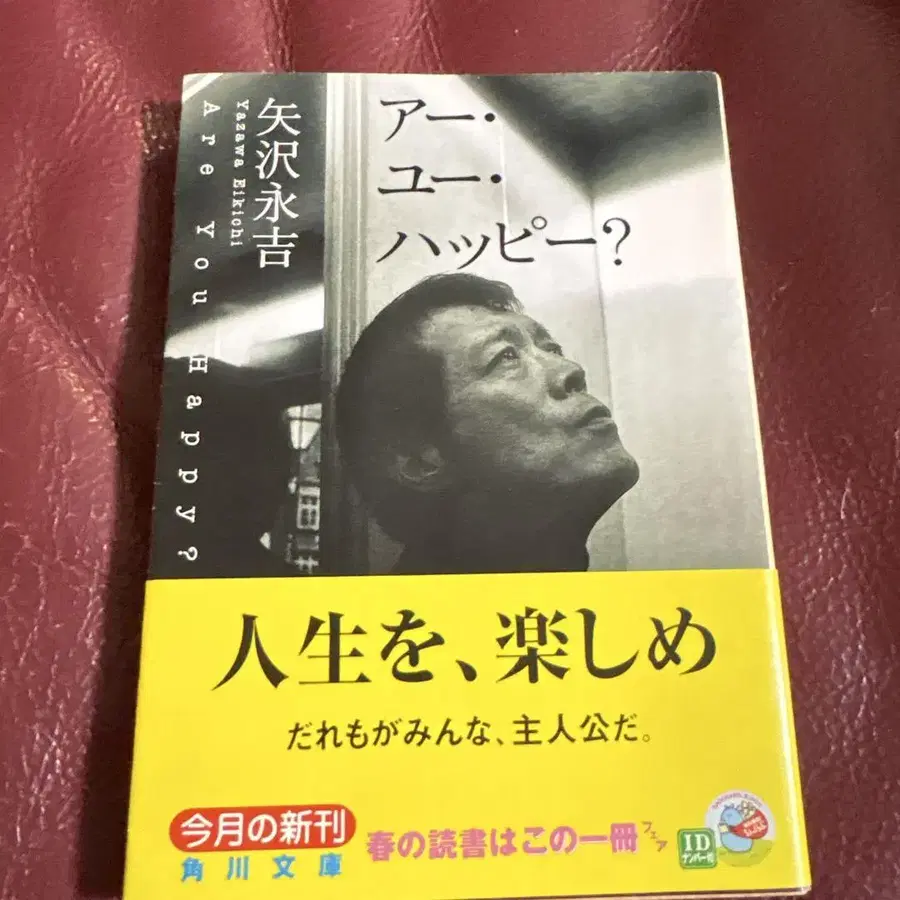 アー・
ユー・
ハッピー?
矢沢永吉
Yazawa Eikichi
Are You Happy?
人生を、楽しめ
だれもがみんな、主人公だ。
今月の新刊
角川文庫
春の読書はこの一冊フェア
ID
ナンバー付